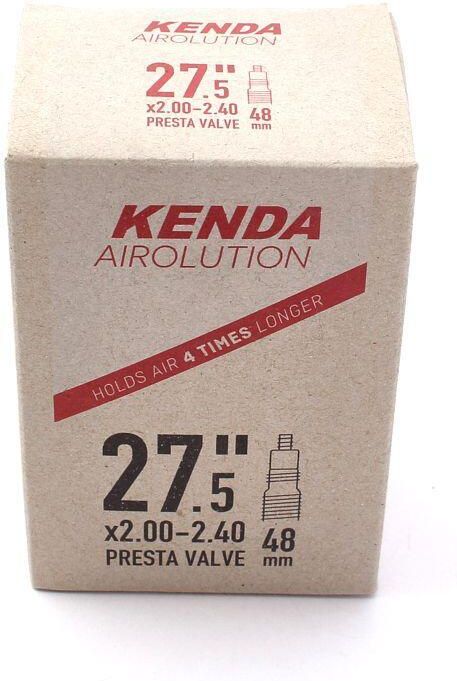 KENDA
AIROLUTION
27.5"
x2.00-2.40 48
PRESTA VALVE mm
KENDA
AIROLUTION
HOLDS AIR 4 TIMES LONGER
27.5"
x2.00-2.40 48
PRESTA VALVE mm